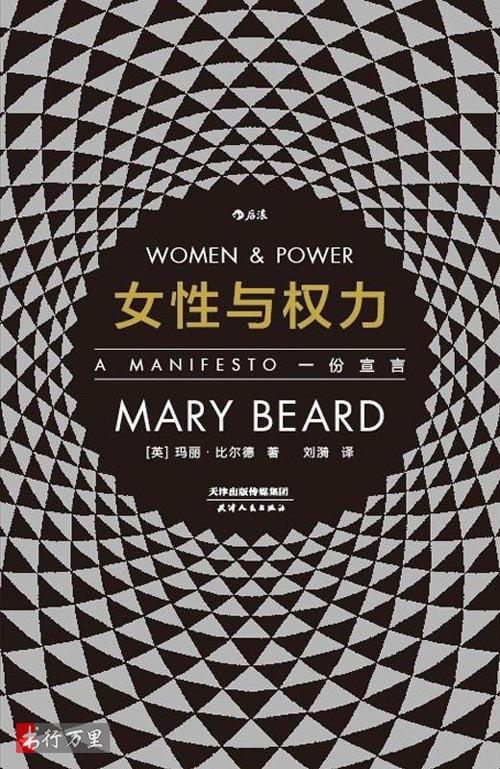 后浪
WOMEN & POWER
女性与权力
A MANIFESTO 一份宣言
MARY BEARD
[英] 玛丽·比尔德 著 刘漪 译
天津出版传媒集团
天津人民出版社
书行万里